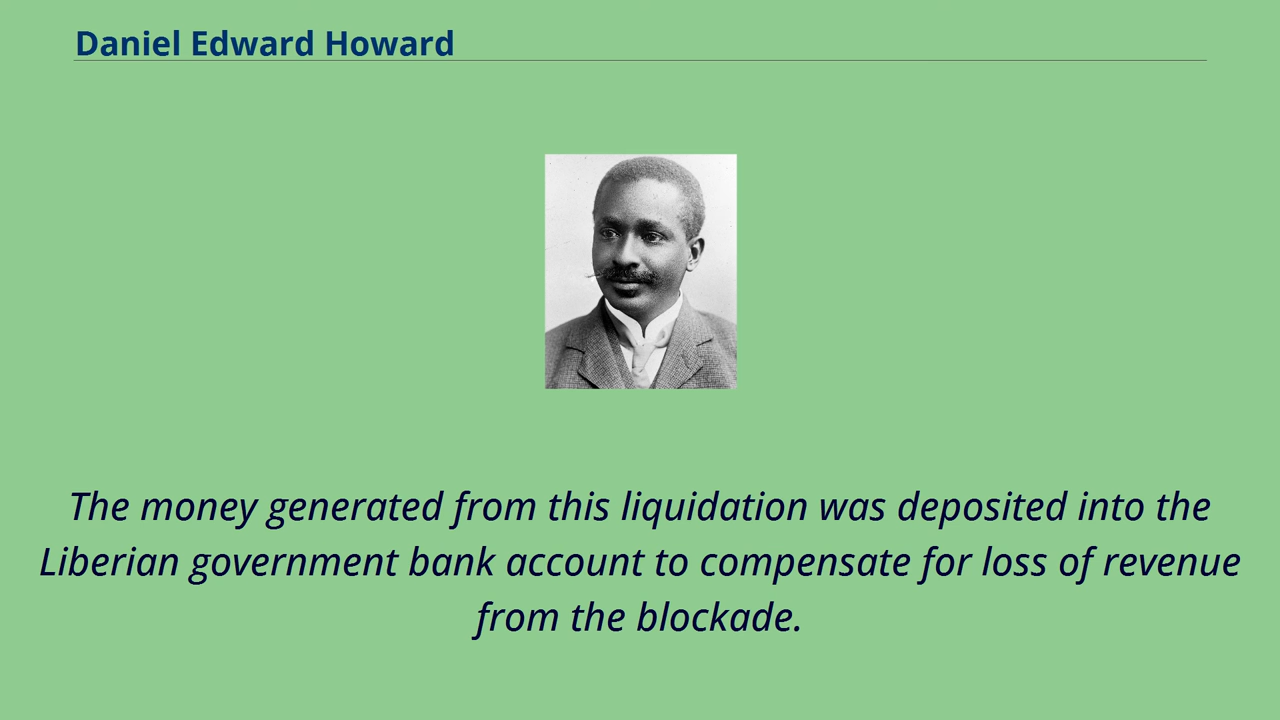 Daniel Edward Howard
The money generated from this liquidation was deposited into the
Liberian government bank account to compensate for loss of revenue
from the blockade.